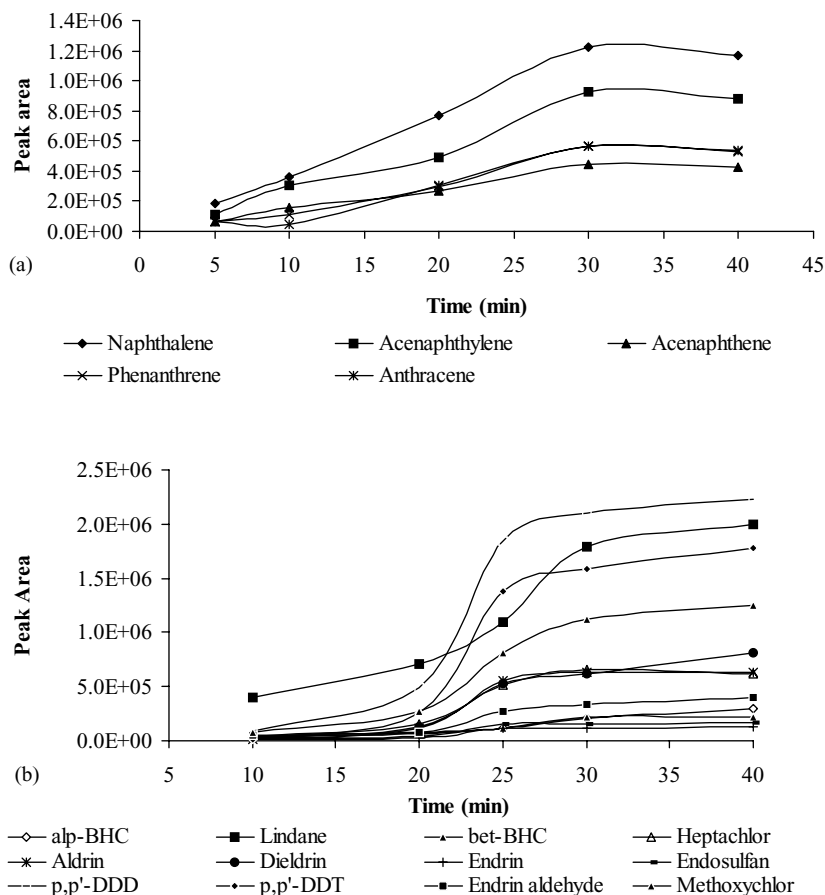 1.4E+06
1.2E+06
1.0E+06
8.0E+05
6.0E+05
4.0E+05
2.0E+05
0.0E+00
Peak area
(a)
0 5 10 15 20 25 30 35 40 45
Time (min)
Naphthalene Acenaphthylene Acenaphthene
Phenanthrene Anthracene
2.5E+06
2.0E+06
1.5E+06
1.0E+06
5.0E+05
0.0E+00
Peak Area
(b)
5 10 15 20 25 30 35 40
Time (min)
alp-BHC Lindane bet-BHC Heptachlor
Aldrin Dieldrin Endrin Endosulfan
p,p'-DDD p,p'-DDT Endrin aldehyde Methoxychlor